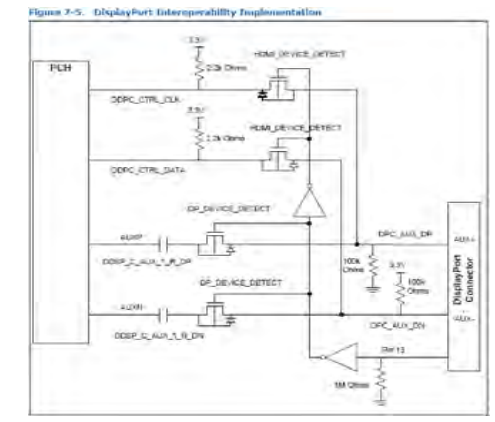 Figure 7-5. DisplayPort Interoperability Implementation
3.3V
HDMI_DEVICE_DETECT
PCH
2.2k Ohms
DDPC_CTRL_CLK
3.3V
HDMI_DEVICE_DETECT
2.2k Ohms
DDPC_CTRL_DATA
DP_DEVICE_DETECT
AUXP
DPC_AUX_DP
AUX+
DDSP_C_AUX_1_R_DP
100k
Ohms
3.3V
DP_DEVICE_DETECT
100k
Ohms
DisplayPort
Connector
AUXN
AUX-
DPC_AUX_DN
DDSP_C_AUX_1_R_DN
Pin 13
1M Ohms